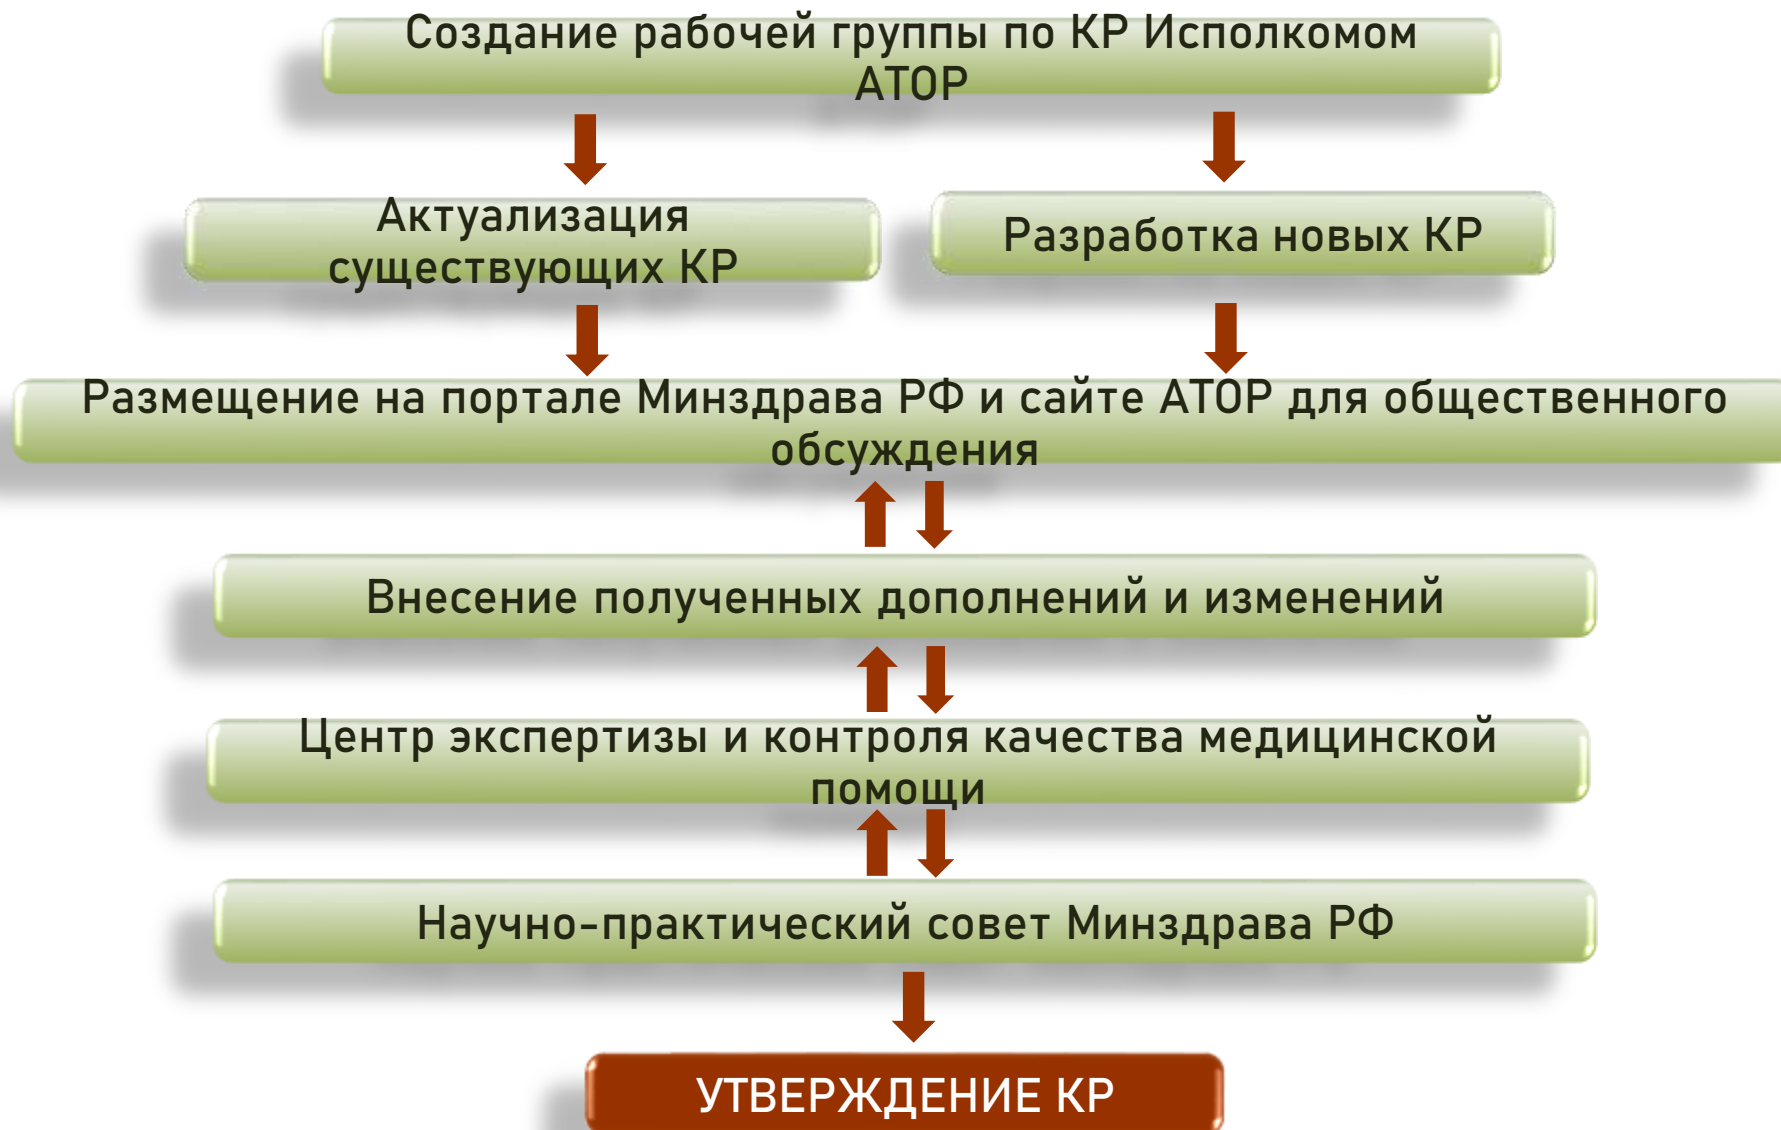 Создание рабочей группы по КР Исполкомом
АТОР
Актуализация
существующих КР
Разработка новых КР
Размещение на портале Минздрава РФ и сайте АТОР для общественного
обсуждения
Внесение полученных дополнений и изменений
Центр экспертизы и контроля качества медицинской
помощи
Научно-практический совет Минздрава РФ
УТВЕРЖДЕНИЕ КР